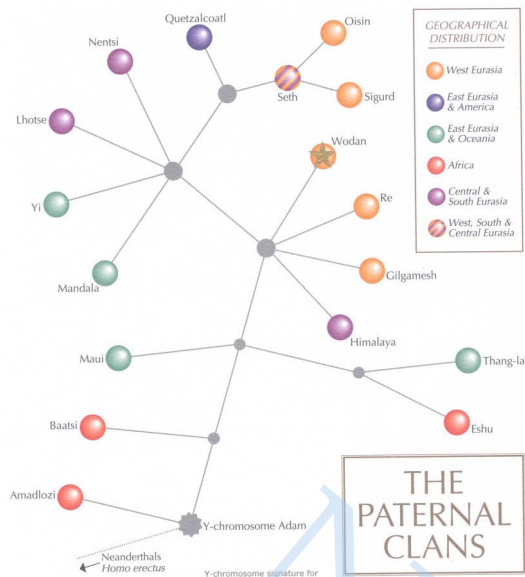 Quetzalcoatl
Oisin
GEOGRAPHICAL
DISTRIBUTION
Nentsi
West Eurasia
Seth
Sigurd
East Eurasia
& America
Lhotse
East Eurasia
& Oceania
Wodan
Africa
Yi
Re
Central &
South Eurasia
West, South &
Central Eurasia
Mandala
Gilgamesh
Himalaya
Maui
Thang-la
Baatsi
Eshu
THE
PATERNAL
CLANS
Amadlozi
Y-chromosome Adam
Neanderthals
Homo erectus
Y-chromosome signature for